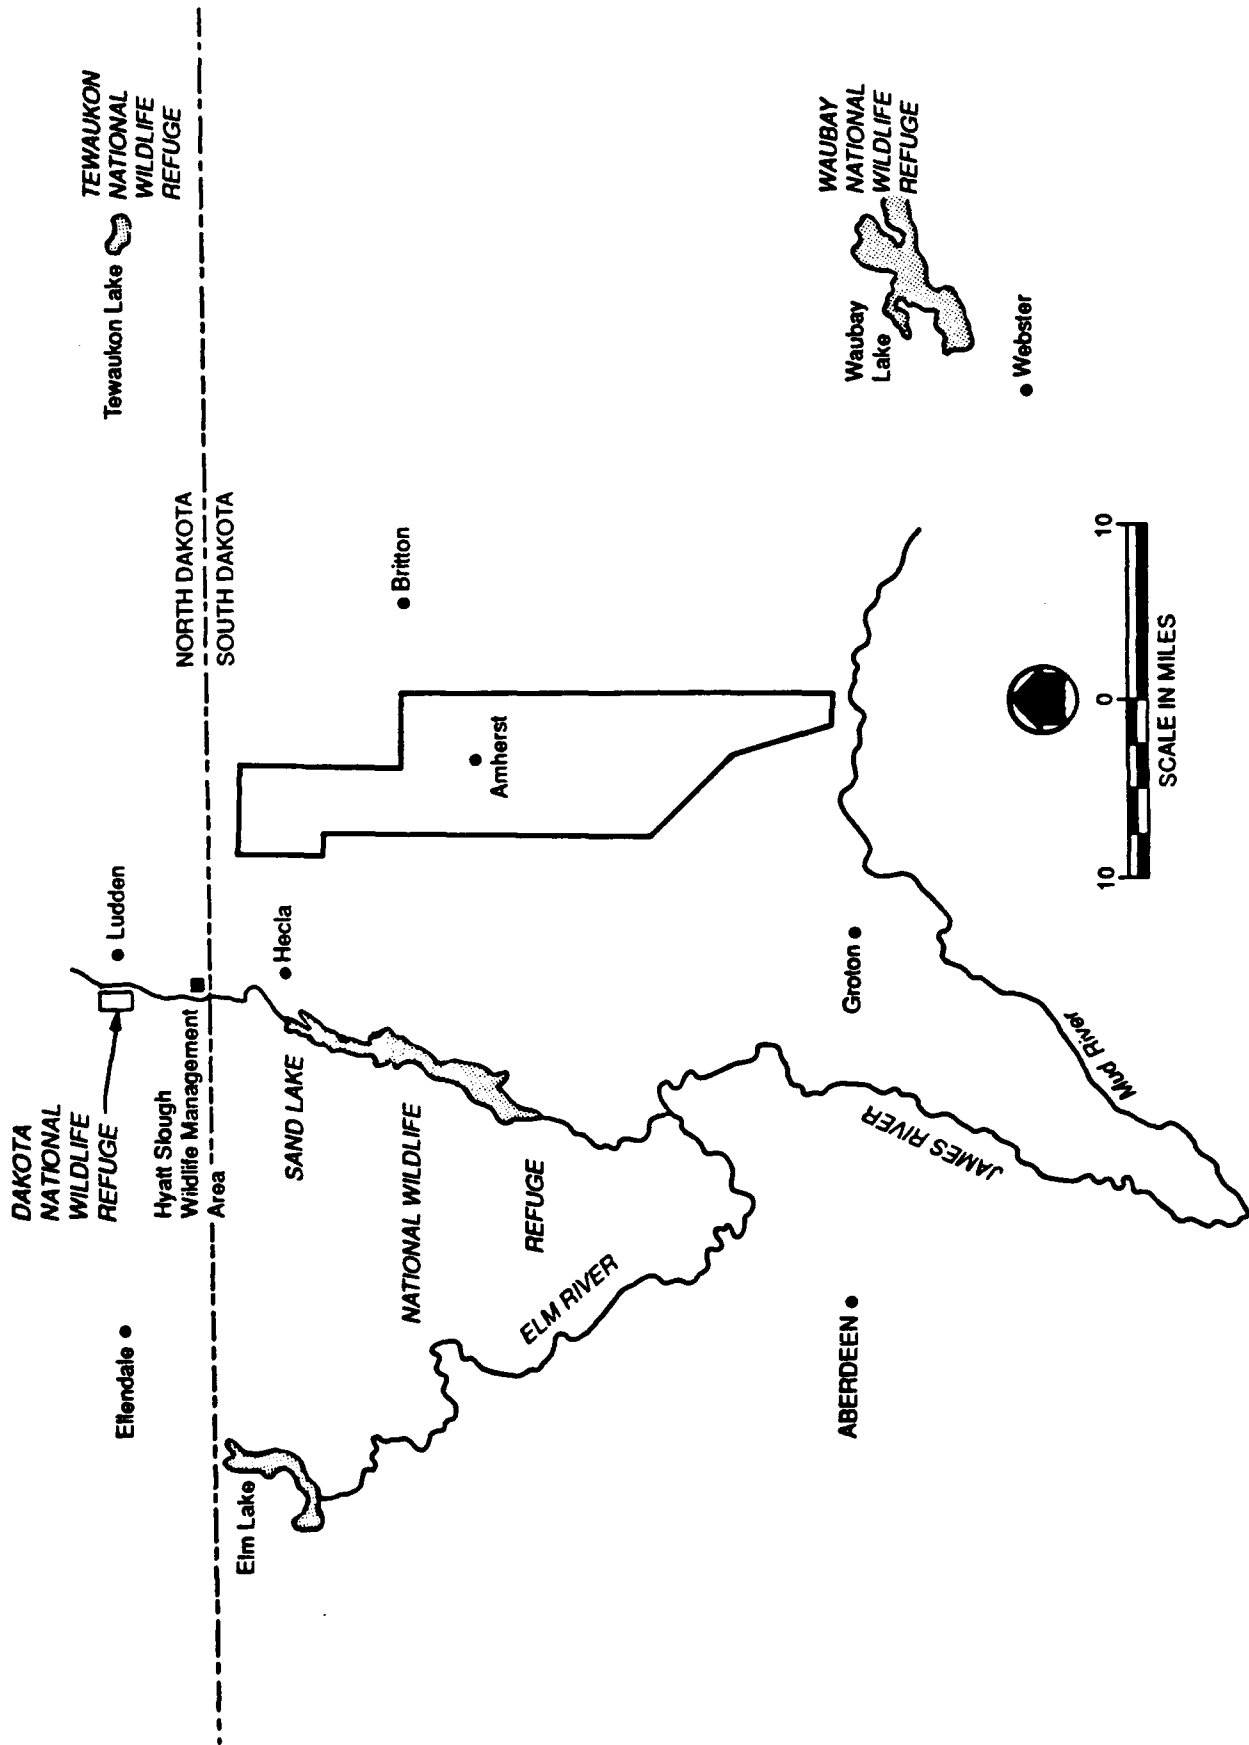 DAKOTA
NATIONAL
WILDLIFE
REFUGE
Ludden
TEWAUKON
NATIONAL
WILDLIFE
REFUGE
Tewaukon Lake
Ellendale
Hyatt Slough
Wildlife Management
Area
NORTH DAKOTA
SOUTH DAKOTA
Elm Lake
SAND LAKE
NATIONAL WILDLIFE
REFUGE
Hecla
Britton
Amherst
ELM RIVER
ABERDEEN
JAMES RIVER
Groton
Mud River
WAUBAY
NATIONAL
WILDLIFE
REFUGE
Waubay
Lake
Webster
10 0 10
SCALE IN MILES